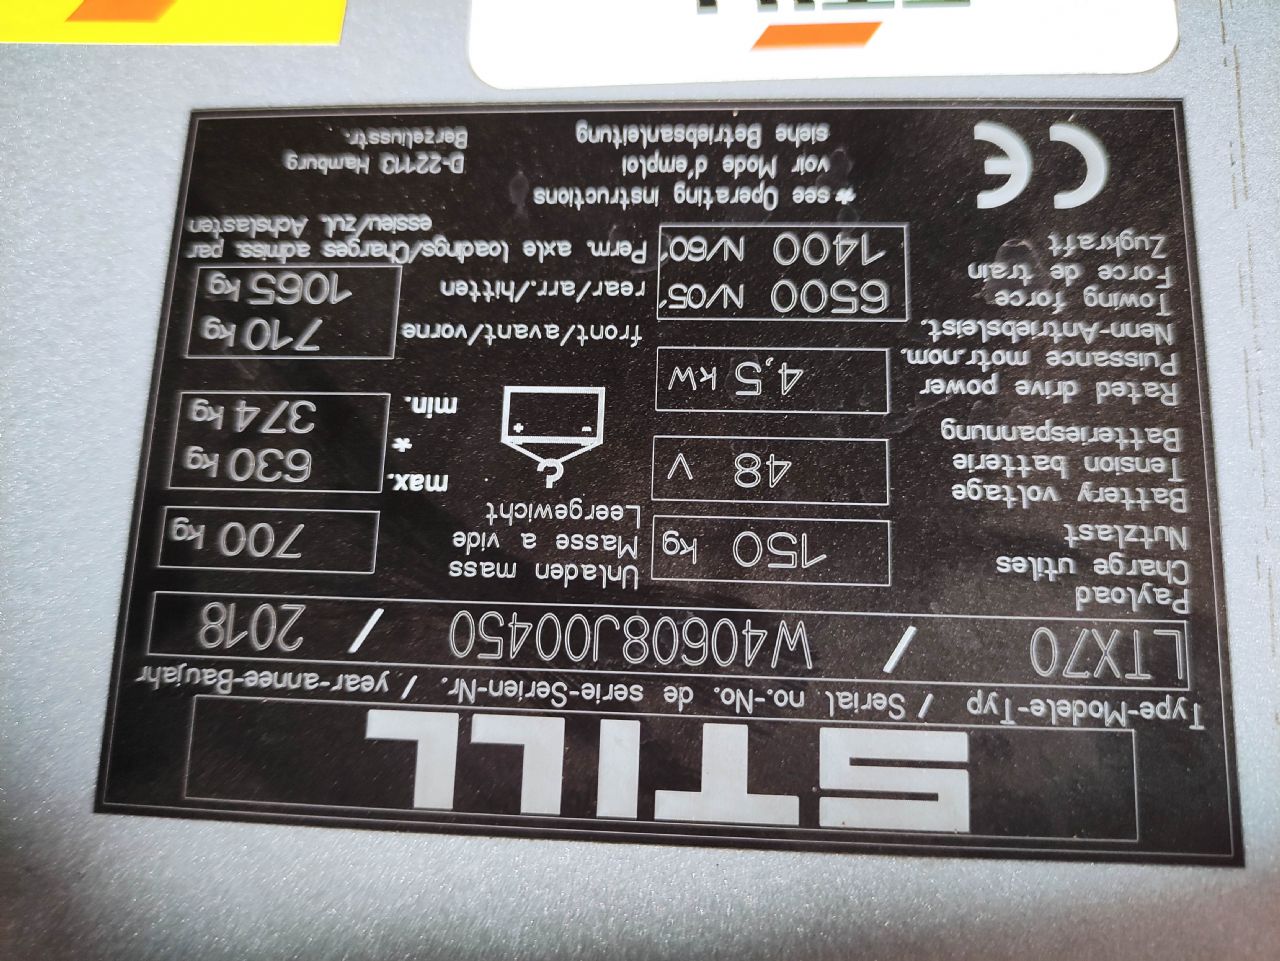 STILL
Type-Modele-Typ / Serial no.-No. de serie-Serien-Nr. / year-annee-Baujahr
LTX70 / W40608J00450 / 2018
Payload
Charge utiles
Nutzlast
150 kg
Unladen mass
Masse a vide
Leergewicht
700 kg
Battery voltage
Tension batterie
Batteriespannung
48 V
max. 630 kg
*
min. 374 kg
Rated drive power
Puissance motr.nom.
Nenn-Antriebsleist.
4,5 kW
front/avant/vorne 710 kg
rear/arr./hitten 1065 kg
Towing force
Force de train
Zugkraft
6500 N/05'
1400 N/60'
Perm. axle loadings/Charges admiss. par
essieu/zul. Achslasten
CE
*see Operating instructions
voir Mode d'emploi
siehe Betriebsanleitung
D-22113 Hamburg
Berzeliusstr.
STILL